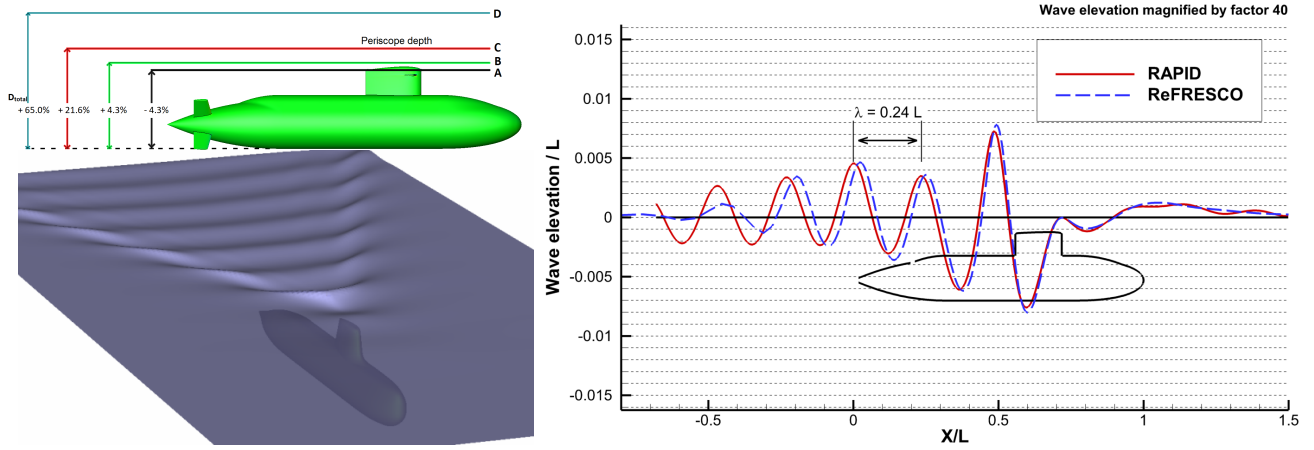 D
Periscope depth
C
B
A
Dtotal
+ 65.0%
+ 21.6%
+ 4.3%
- 4.3%
Wave elevation magnified by factor 40
Wave elevation / L
0.015
0.01
0.005
0
-0.005
-0.01
-0.015
λ = 0.24 L
RAPID
ReFRESCO
-0.5
0
0.5
1
1.5
X/L